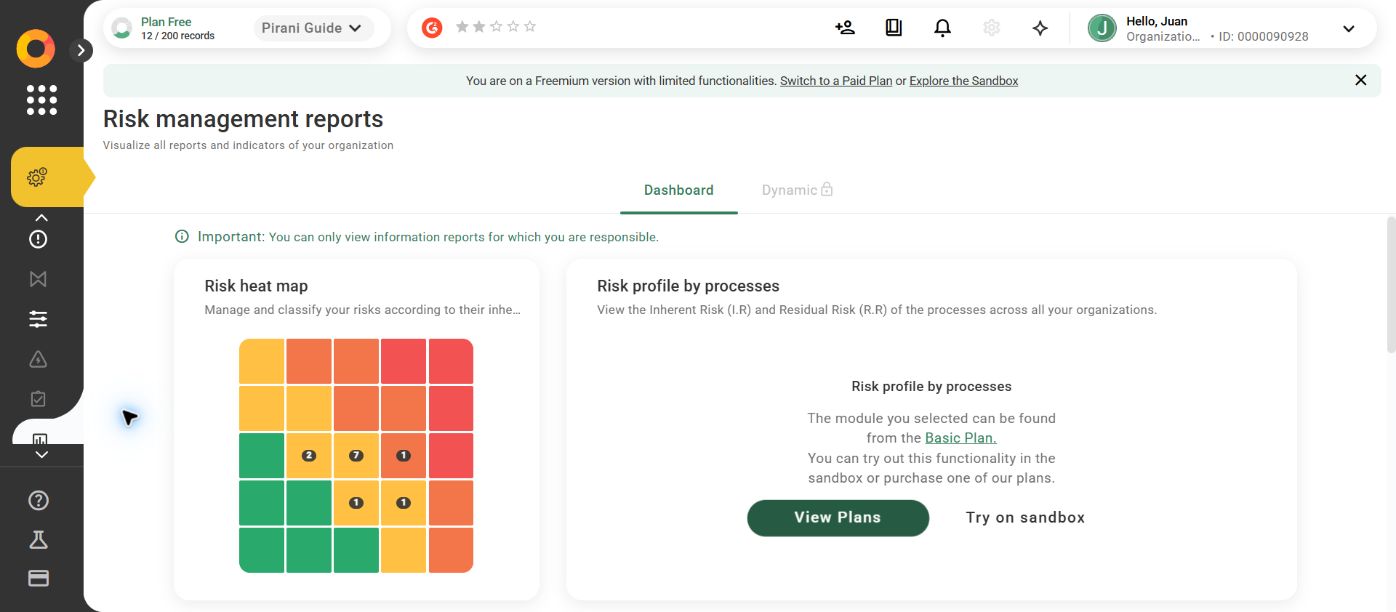 Plan Free
12 / 200 records
Pirani Guide
Hello, Juan
Organizatio... • ID: 0000090928
J
You are on a Freemium version with limited functionalities. Switch to a Paid Plan or Explore the Sandbox
Risk management reports
Visualize all reports and indicators of your organization
Dashboard
Dynamic
Important: You can only view information reports for which you are responsible.
Risk heat map
Manage and classify your risks according to their inhe...
2 7 1
1 1
Risk profile by processes
View the Inherent Risk (I.R) and Residual Risk (R.R) of the processes across all your organizations.
Risk profile by processes
The module you selected can be found
from the Basic Plan.
You can try out this functionality in the
sandbox or purchase one of our plans.
View Plans
Try on sandbox